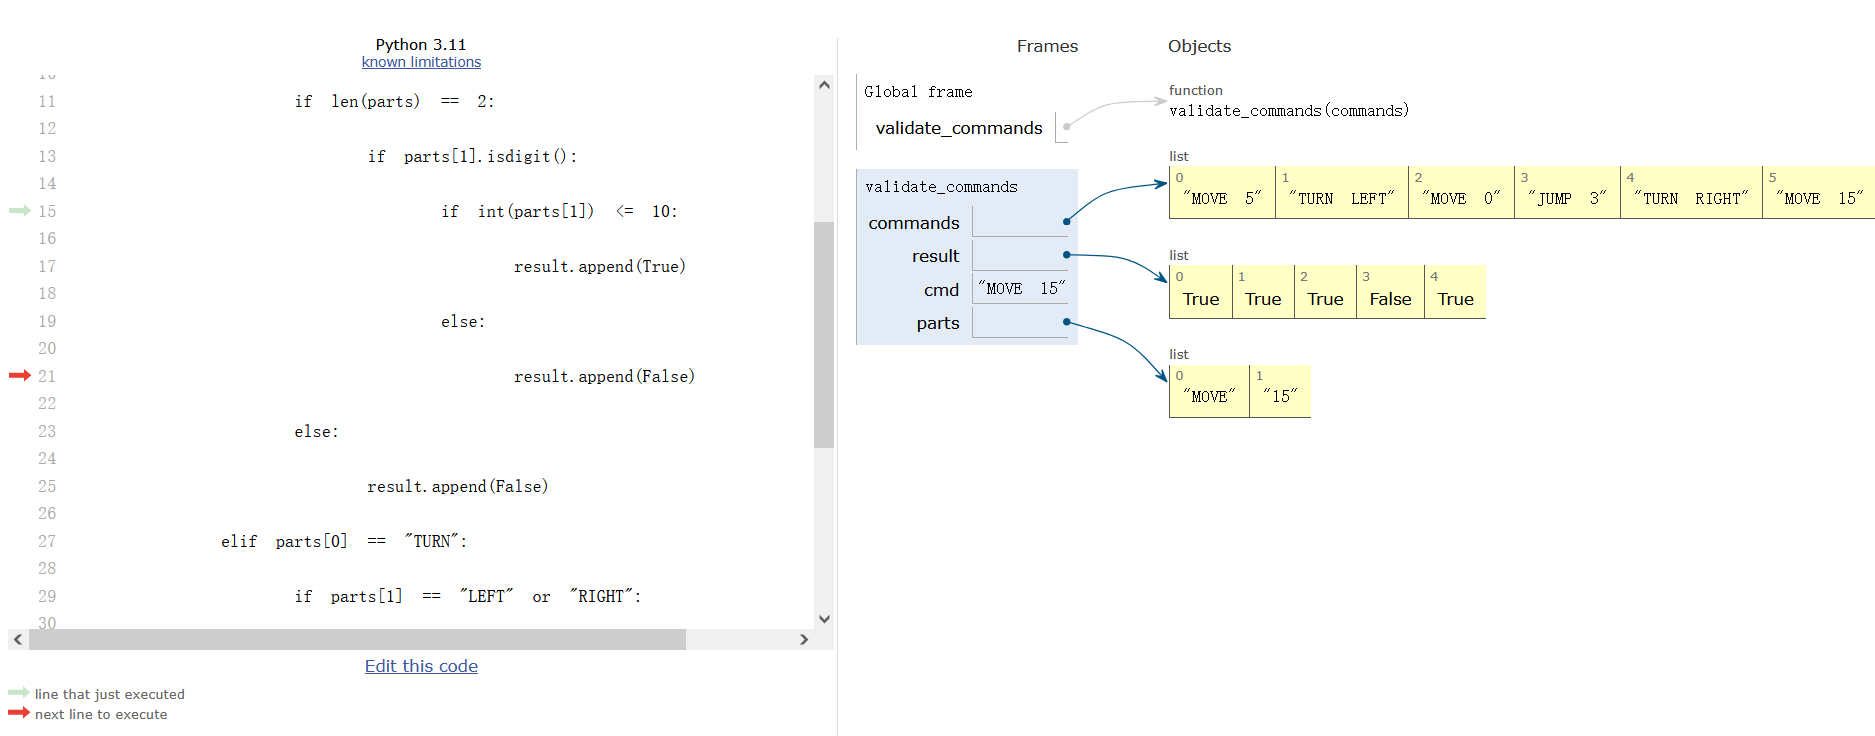 Python 3.11
known limitations
10
11 if len(parts) == 2:
12
13 if parts[1].isdigit():
14
15 if int(parts[1]) <= 10:
16
17 result.append(True)
18
19 else:
20
21 result.append(False)
22
23 else:
24
25 result.append(False)
26
27 elif parts[0] == "TURN":
28
29 if parts[1] == "LEFT" or "RIGHT":
30
Edit this code
line that just executed
next line to execute
Frames
Objects
Global frame
validate_commands
function
validate_commands(commands)
validate_commands
commands
result
cmd "MOVE 15"
parts
list
0 1 2 3 4 5
"MOVE 5" "TURN LEFT" "MOVE 0" "JUMP 3" "TURN RIGHT" "MOVE 15"
list
0 1 2 3 4
True True True False True
list
0 1
"MOVE" "15"